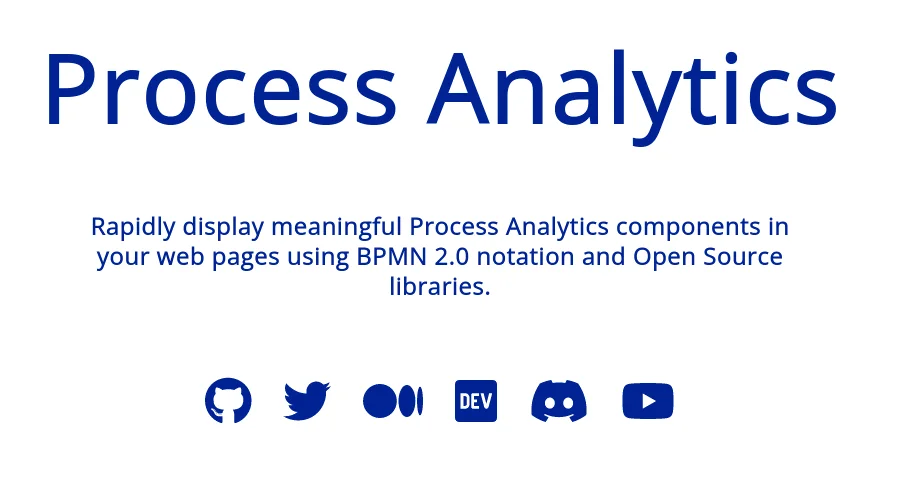 Process Analytics
Rapidly display meaningful Process Analytics components in
your web pages using BPMN 2.0 notation and Open Source
libraries.
DEV